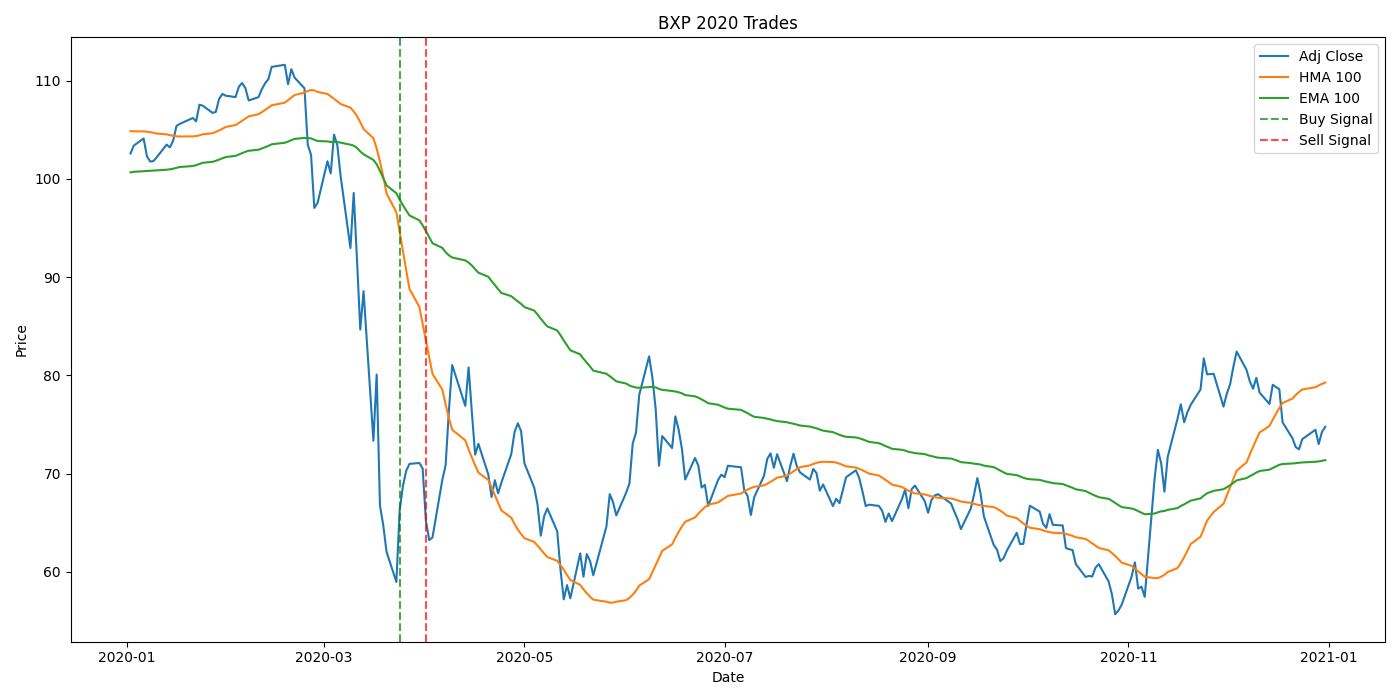 BXP 2020 Trades
Adj Close
HMA 100
EMA 100
Buy Signal
Sell Signal
Price
110
100
90
80
70
60
2020-01
2020-03
2020-05
2020-07
2020-09
2020-11
2021-01
Date